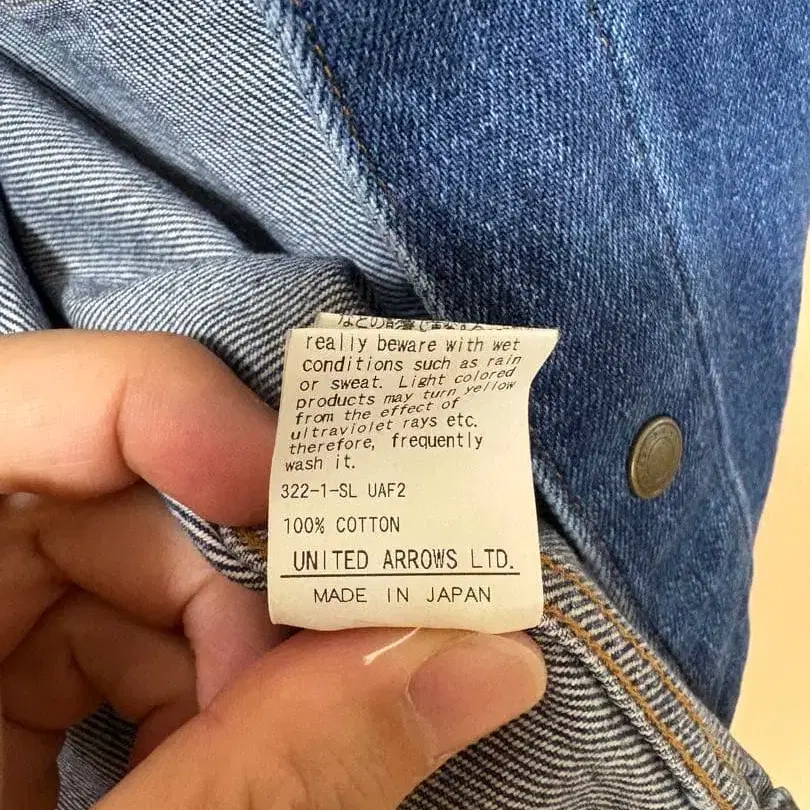 really beware with wet
conditions such as rain
or sweat. Light colored
products may turn yellow
from the effect of
ultraviolet rays etc.
therefore, frequently
wash it.
322-1-SL UAF2
100% COTTON
UNITED ARROWS LTD.
MADE IN JAPAN